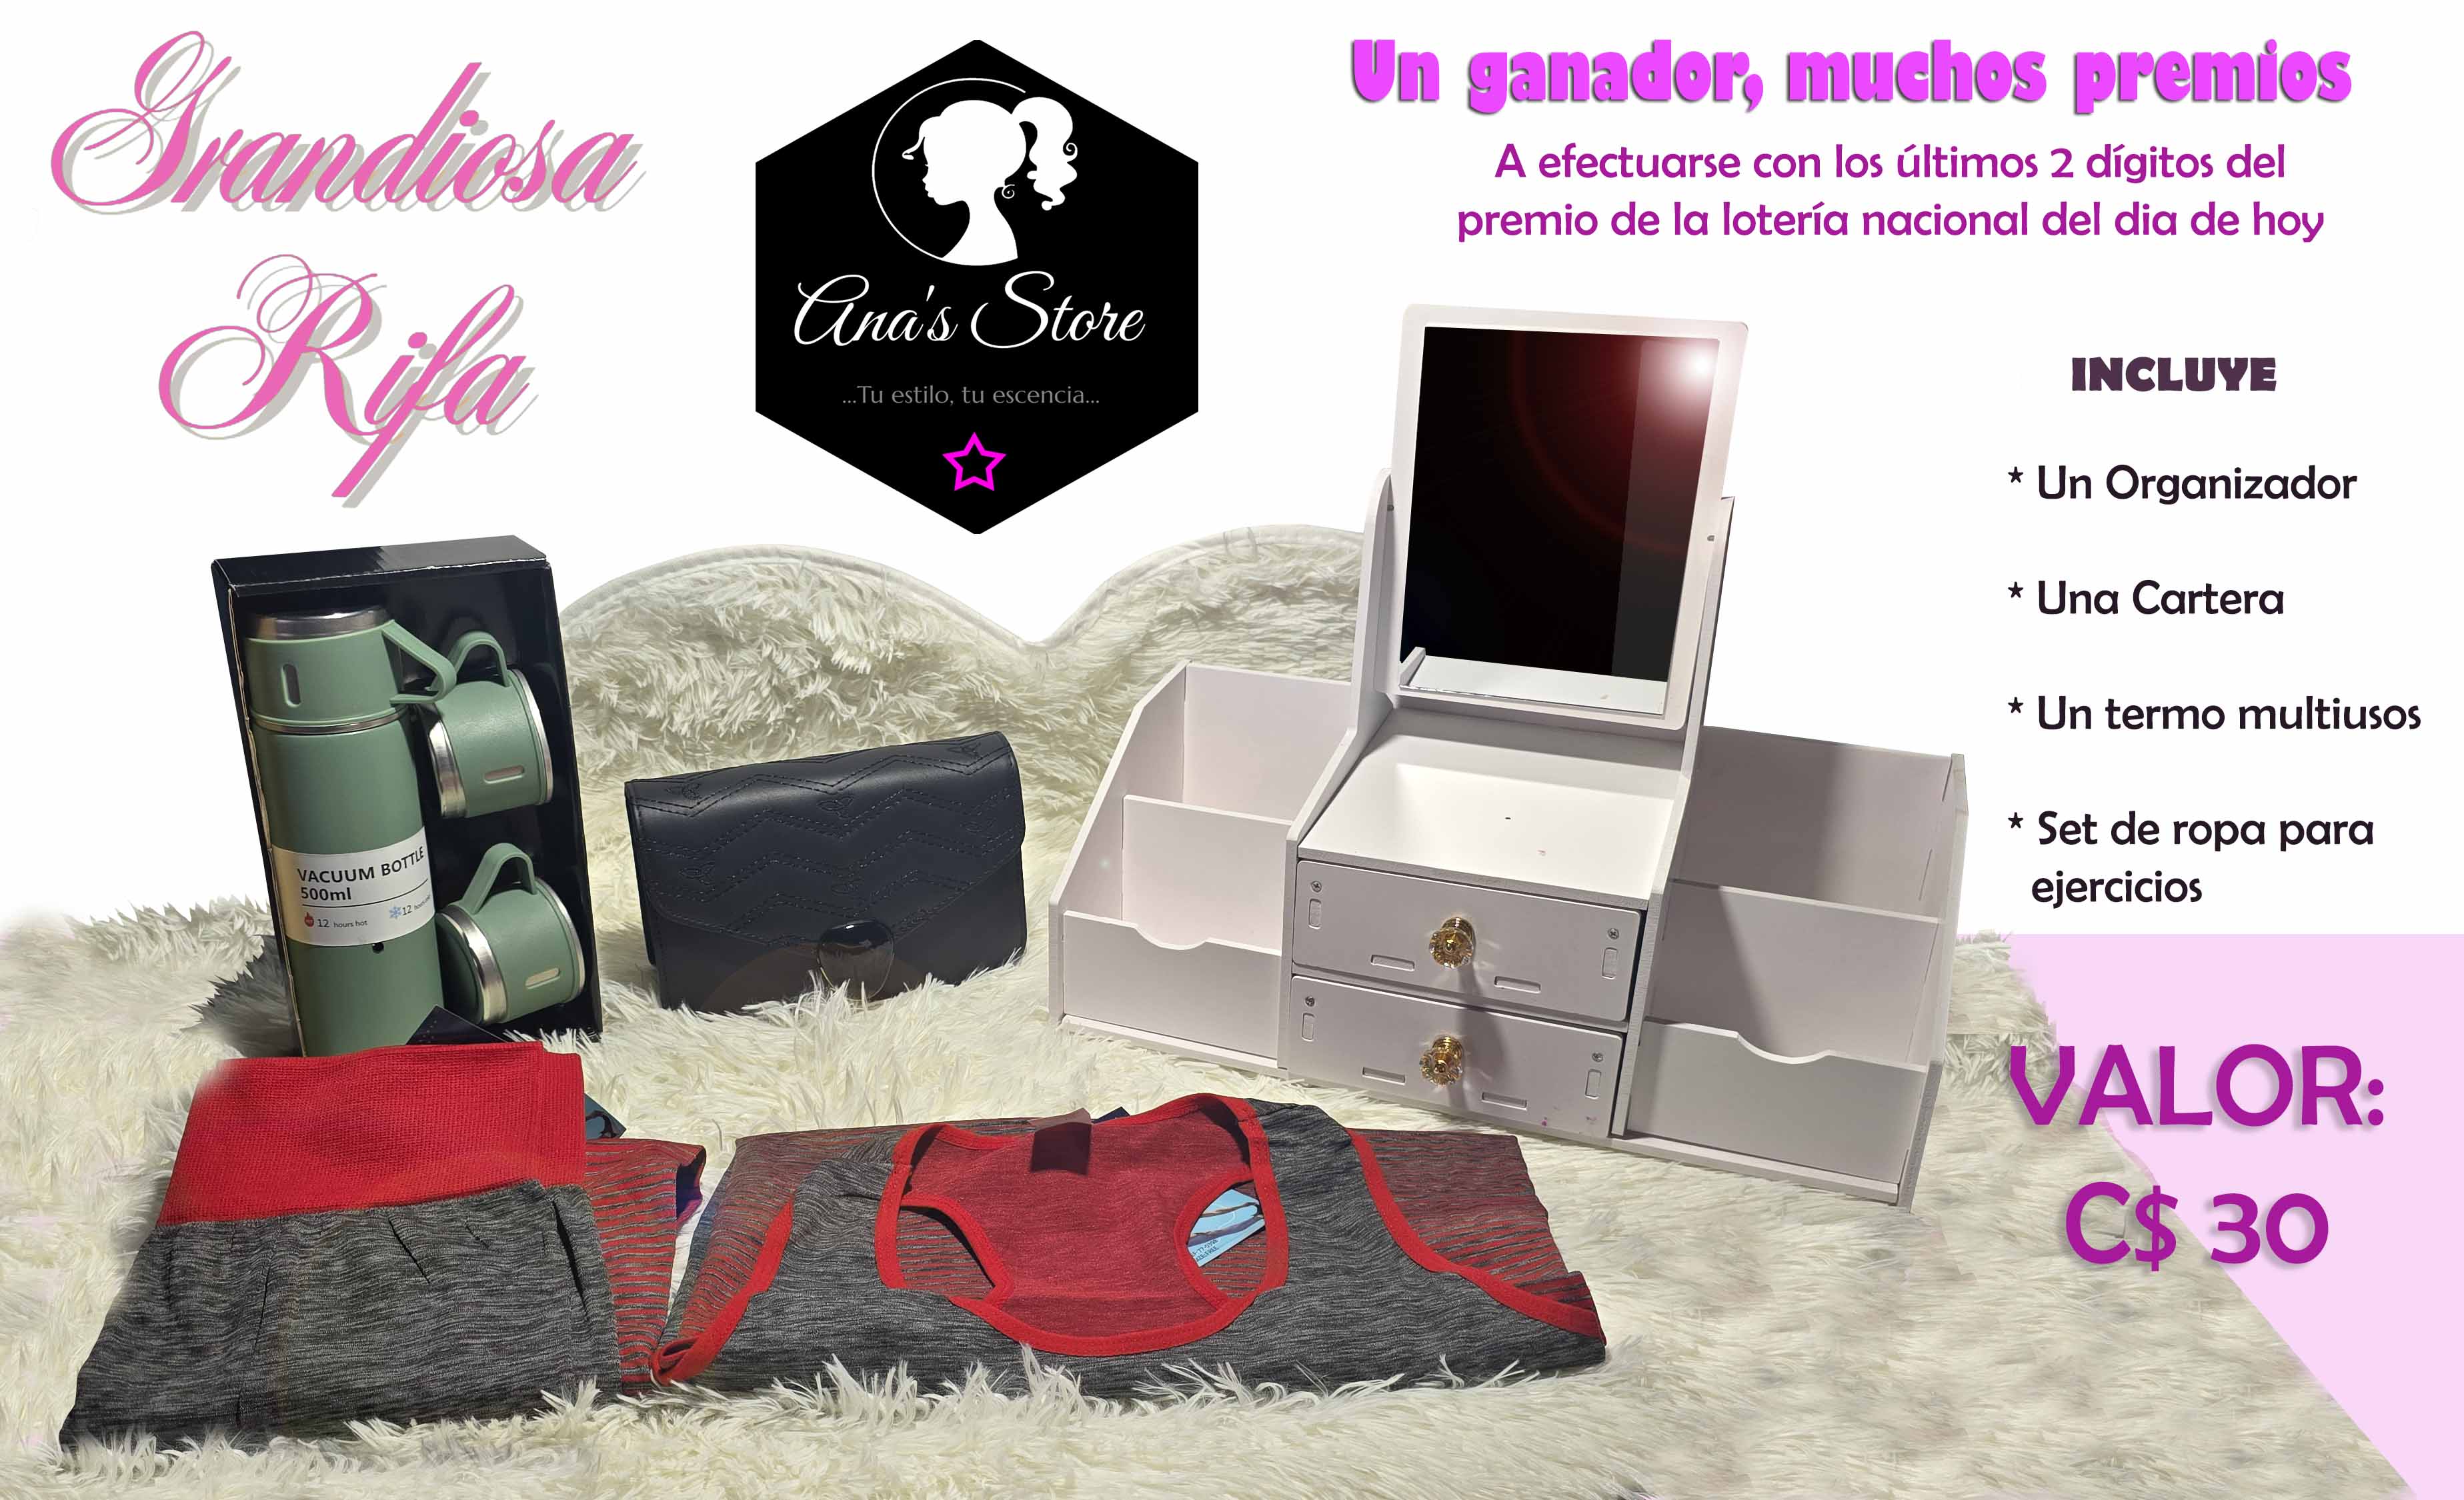 Grandiosa
Rifa
Ana's Store
...Tu estilo, tu escencia...
Un ganador, muchos premios
A efectuarse con los últimos 2 dígitos del
premio de la lotería nacional del dia de hoy
INCLUYE
* Un Organizador
* Una Cartera
* Un termo multiusos
* Set de ropa para
ejercicios
VACUUM BOTTLE
500ml
12 hours hot
12
VALOR:
C$ 30